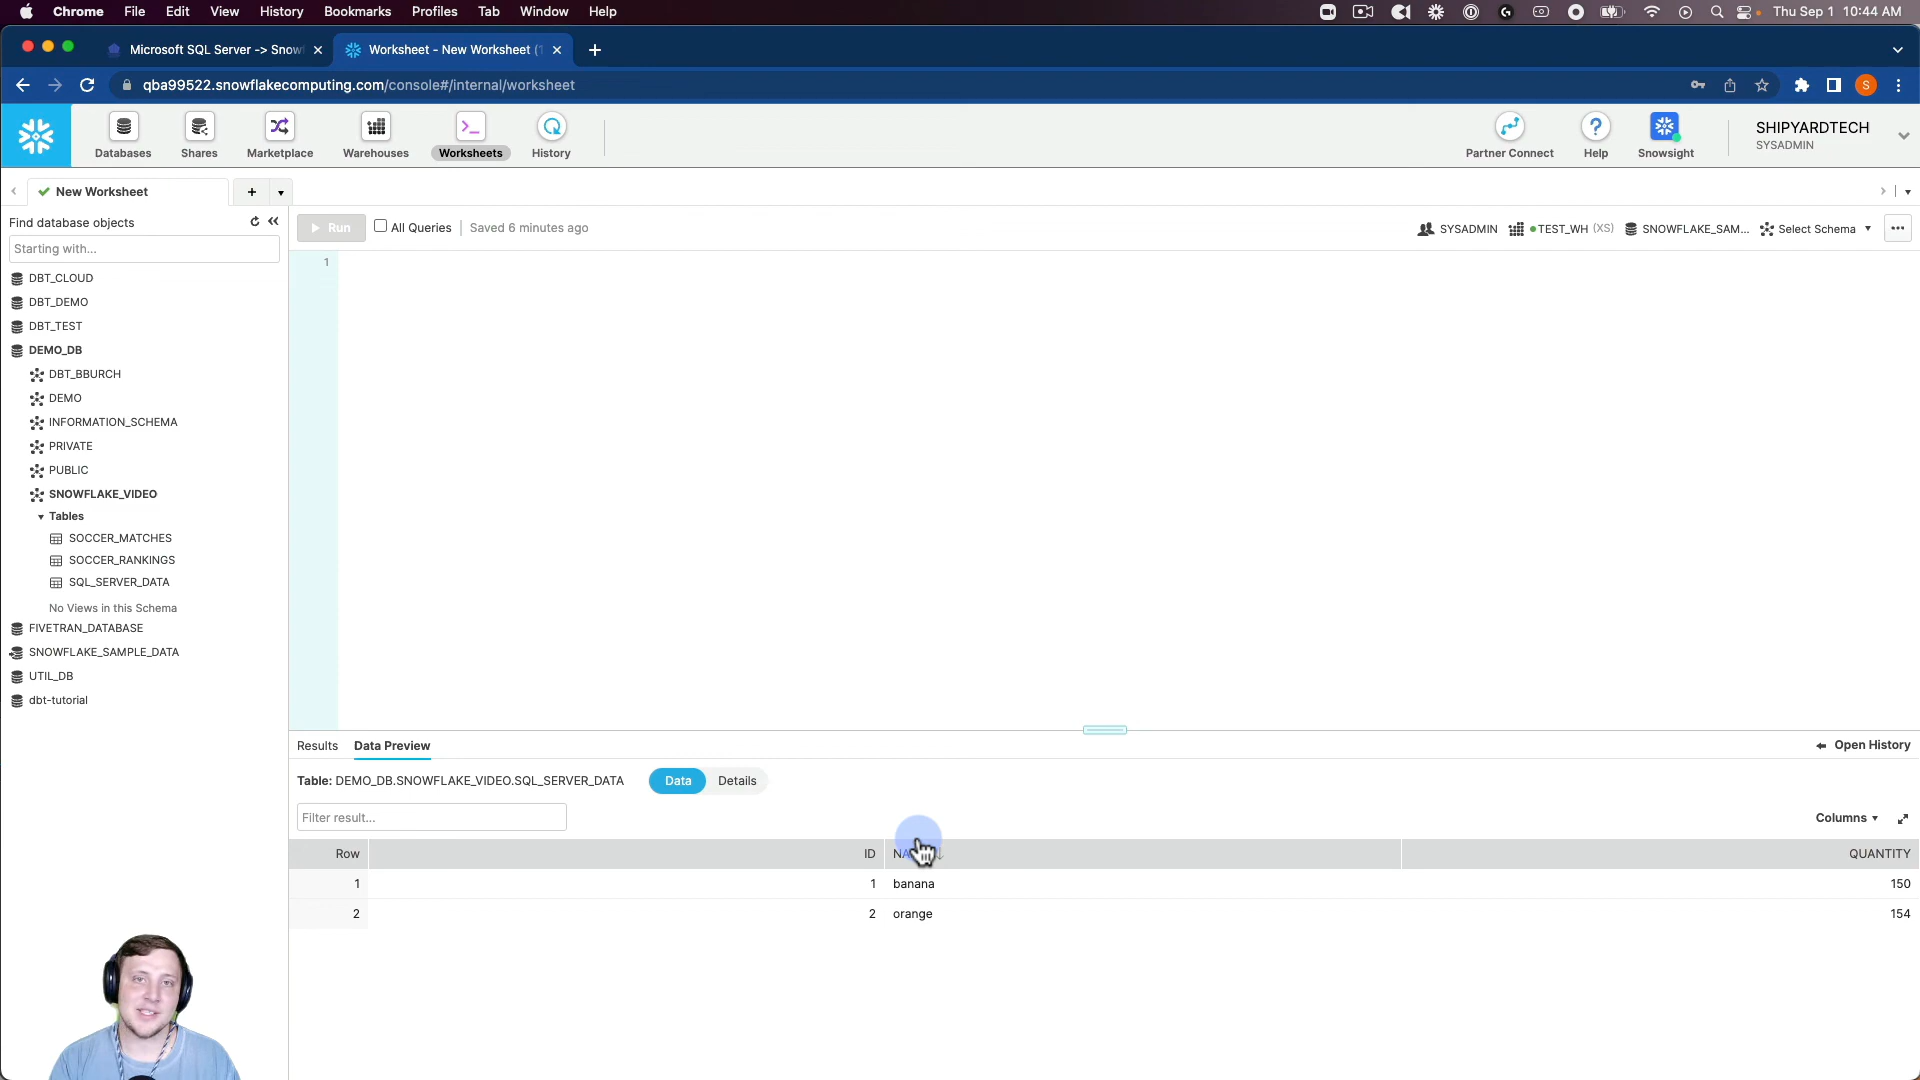 Chrome File Edit View History Bookmarks Profiles Tab Window Help Thu Sep 1 10:44 AM
Microsoft SQL Server -> Snow
Worksheet - New Worksheet (1
qba99522.snowflakecomputing.com/console#/internal/worksheet
S
Databases Shares Marketplace Warehouses Worksheets History Partner Connect Help Snowsight
SHIPYARDTECH
SYSADMIN
New Worksheet
Find database objects
Starting with...
Run All Queries Saved 6 minutes ago
SYSADMIN TEST_WH (XS) SNOWFLAKE_SAM... Select Schema
1
DBT_CLOUD
DBT_DEMO
DBT_TEST
DEMO_DB
DBT_BBURCH
DEMO
INFORMATION_SCHEMA
PRIVATE
PUBLIC
SNOWFLAKE_VIDEO
Tables
SOCCER_MATCHES
SOCCER_RANKINGS
SQL_SERVER_DATA
No Views in this Schema
FIVETRAN_DATABASE
SNOWFLAKE_SAMPLE_DATA
UTIL_DB
dbt-tutorial
Results Data Preview Open History
Table: DEMO_DB.SNOWFLAKE_VIDEO.SQL_SERVER_DATA Data Details
Filter result... Columns
Row ID QUANTITY
1 1 banana 150
2 2 orange 154